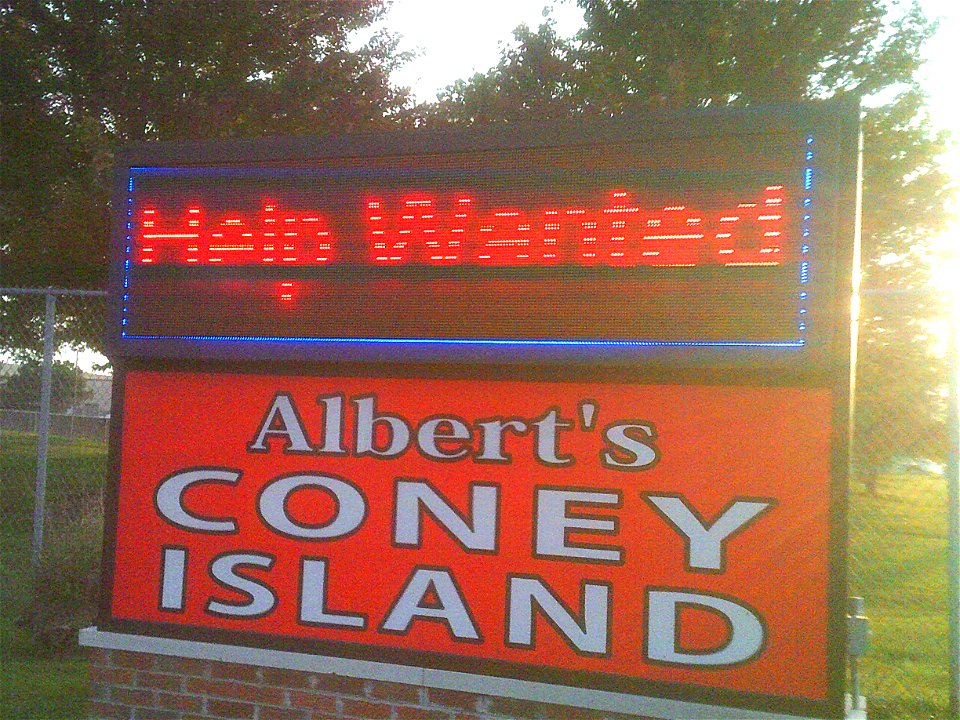 Help Wanted
Albert's
CONEY
ISLAND